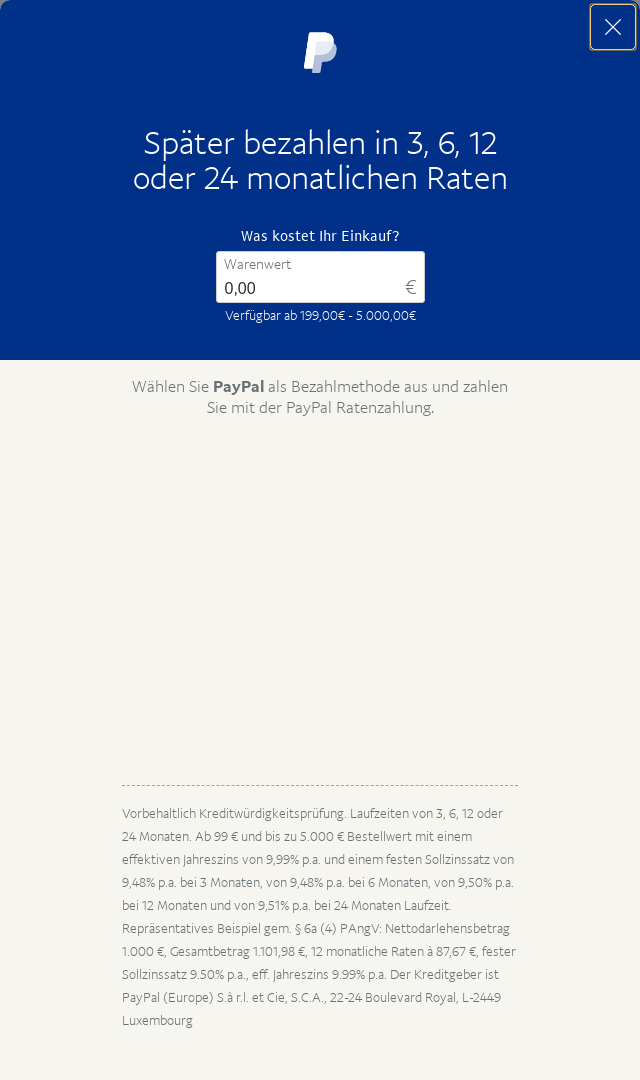 Später bezahlen in 3, 6, 12
oder 24 monatlichen Raten
Was kostet Ihr Einkauf?
Warenwert
0,00 €
Verfügbar ab 199,00€ - 5.000,00€
Wählen Sie PayPal als Bezahlmethode aus und zahlen
Sie mit der PayPal Ratenzahlung.
Vorbehaltlich Kreditwürdigkeitsprüfung. Laufzeiten von 3, 6, 12 oder
24 Monaten. Ab 99 € und bis zu 5.000 € Bestellwert mit einem
effektiven Jahreszins von 9,99% p.a. und einem festen Sollzinssatz von
9,48% p.a. bei 3 Monaten, von 9,48% p.a. bei 6 Monaten, von 9,50% p.a.
bei 12 Monaten und von 9,51% p.a. bei 24 Monaten Laufzeit.
Repräsentatives Beispiel gem. § 6a (4) PAngV: Nettodarlehensbetrag
1.000 €, Gesamtbetrag 1.101,98 €, 12 monatliche Raten à 87,67 €, fester
Sollzinssatz 9.50% p.a., eff. Jahreszins 9.99% p.a. Der Kreditgeber ist
PayPal (Europe) S.à r.l. et Cie, S.C.A., 22-24 Boulevard Royal, L-2449
Luxembourg